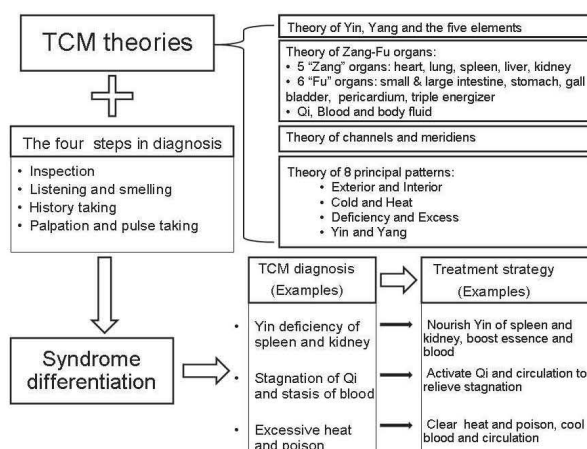 TCM theories
The four steps in diagnosis
• Inspection
• Listening and smelling
• History taking
• Palpation and pulse taking
Theory of Yin, Yang and the five elements
Theory of Zang-Fu organs:
• 5 “Zang” organs: heart, lung, spleen, liver, kidney
• 6 “Fu” organs: small & large intestine, stomach, gall
bladder, pericardium, triple energizer
• Qi, Blood and body fluid
Theory of channels and meridiens
Theory of 8 principal patterns:
• Exterior and Interior
• Cold and Heat
• Deficiency and Excess
• Yin and Yang
Syndrome
differentiation
TCM diagnosis
(Examples)
• Yin deficiency of
spleen and kidney
• Stagnation of Qi
and stasis of blood
• Excessive heat
and poison
Treatment strategy
(Examples)
Nourish Yin of spleen and
kidney, boost essence and
blood
Activate Qi and circulation to
relieve stagnation
Clear heat and poison, cool
blood and circulation